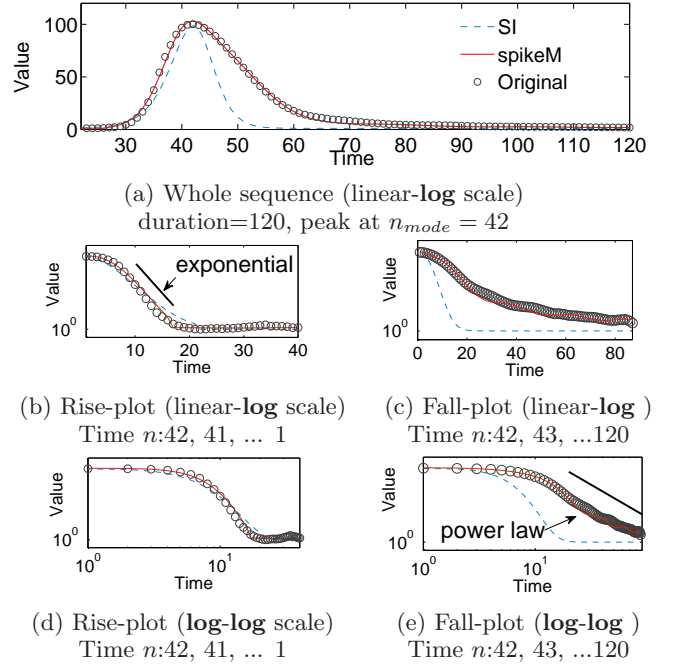 100
50
0
Value
SI
spikeM
Original
30 40 50 60 70 80 90 100 110 120
Time
(a) Whole sequence (linear-log scale)
duration=120, peak at n_mode = 42
Value
10^0
exponential
10 20 30 40
Time
Value
10^0
0 20 40 60 80
Time
(b) Rise-plot (linear-log scale)
Time n:42, 41, ... 1
(c) Fall-plot (linear-log )
Time n:42, 43, ...120
Value
10^0
10^0 10^1
Time
Value
10^0
power law
10^0 10^1
Time
(d) Rise-plot (log-log scale)
Time n:42, 41, ... 1
(e) Fall-plot (log-log )
Time n:42, 43, ...120